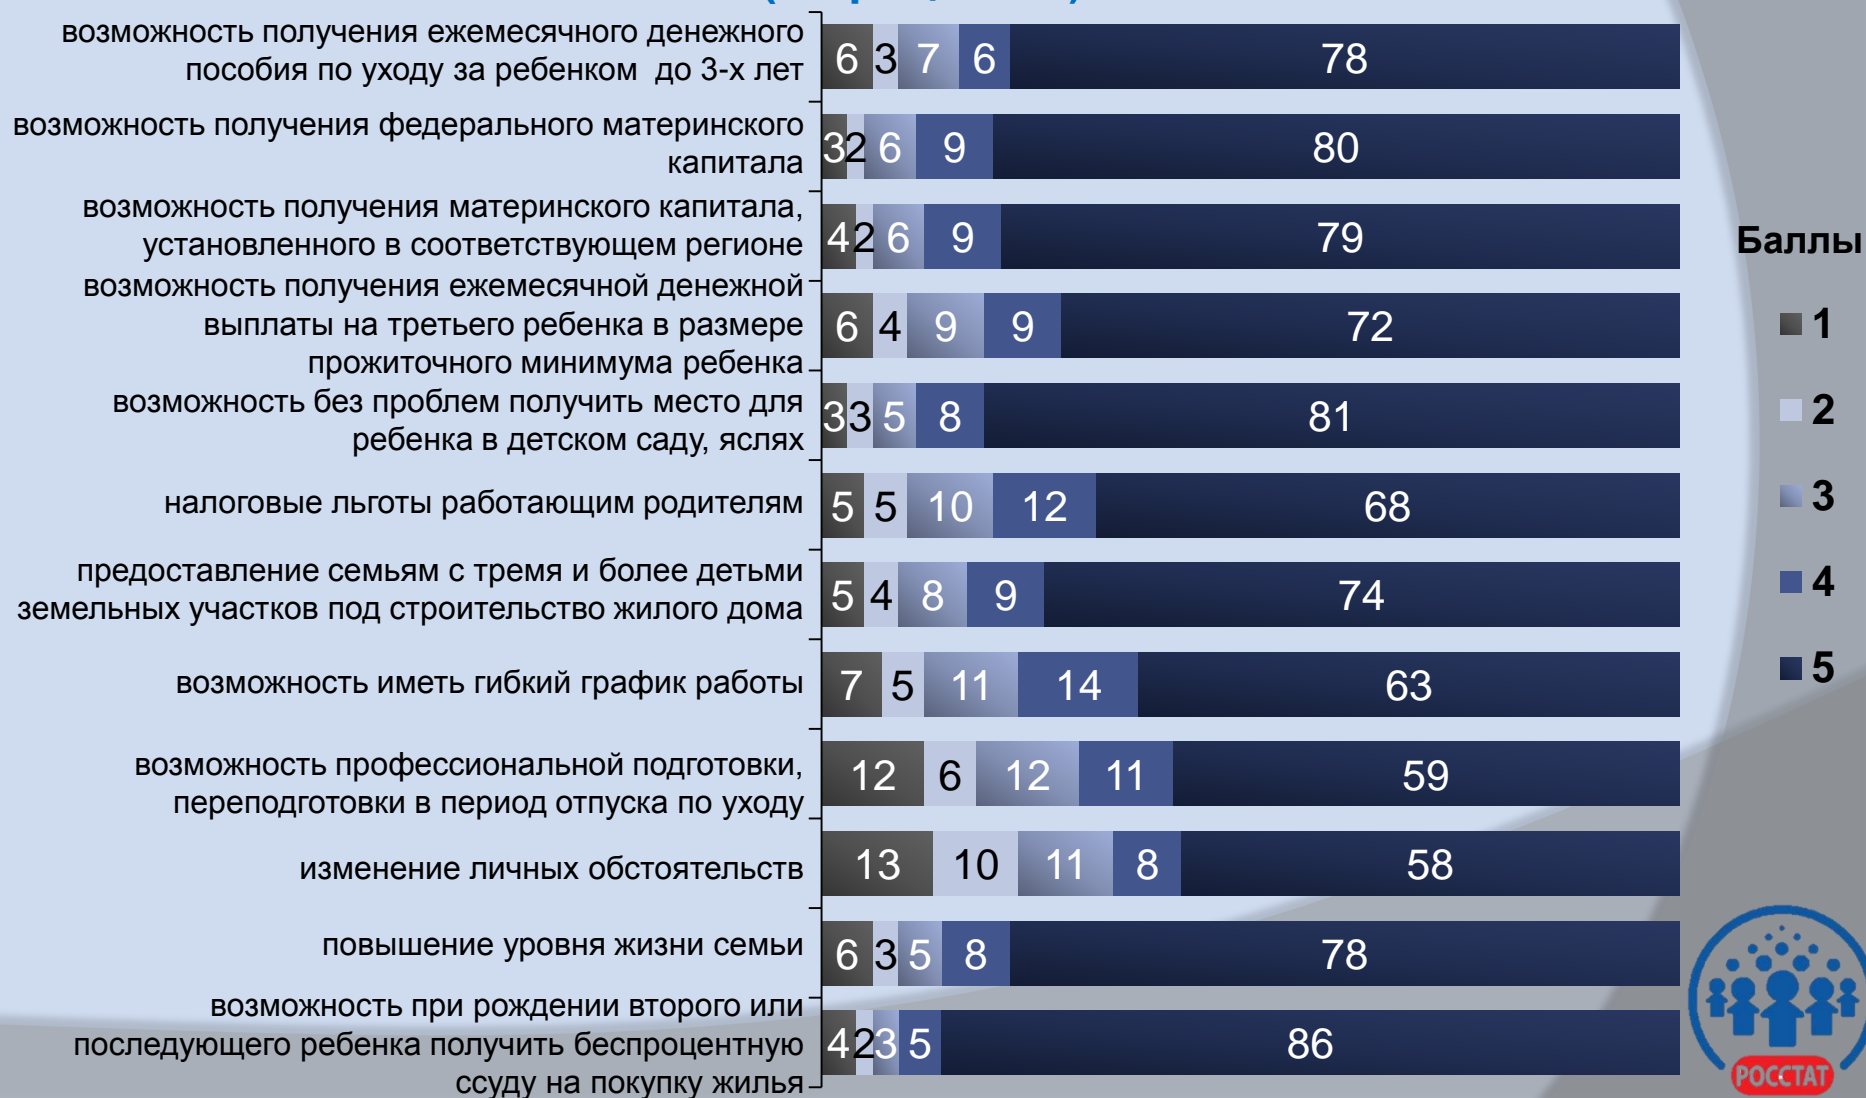 возможность получения ежемесячного денежного
пособия по уходу за ребенком до 3-х лет
6 3 7 6 78
возможность получения федерального материнского
капитала
3 2 6 9 80
возможность получения материнского капитала,
установленного в соответствующем регионе
4 2 6 9 79
возможность получения ежемесячной денежной
выплаты на третьего ребенка в размере
прожиточного минимума ребенка
6 4 9 9 72
возможность без проблем получить место для
ребенка в детском саду, яслях
3 3 5 8 81
налоговые льготы работающим родителям
5 5 10 12 68
предоставление семьям с тремя и более детьми
земельных участков под строительство жилого дома
5 4 8 9 74
возможность иметь гибкий график работы
7 5 11 14 63
возможность профессиональной подготовки,
переподготовки в период отпуска по уходу
12 6 12 11 59
изменение личных обстоятельств
13 10 11 8 58
повышение уровня жизни семьи
6 3 5 8 78
возможность при рождении второго или
последующего ребенка получить беспроцентную
ссуду на покупку жилья
4 2 3 5 86
Баллы
1
2
3
4
5
РОССТАТ